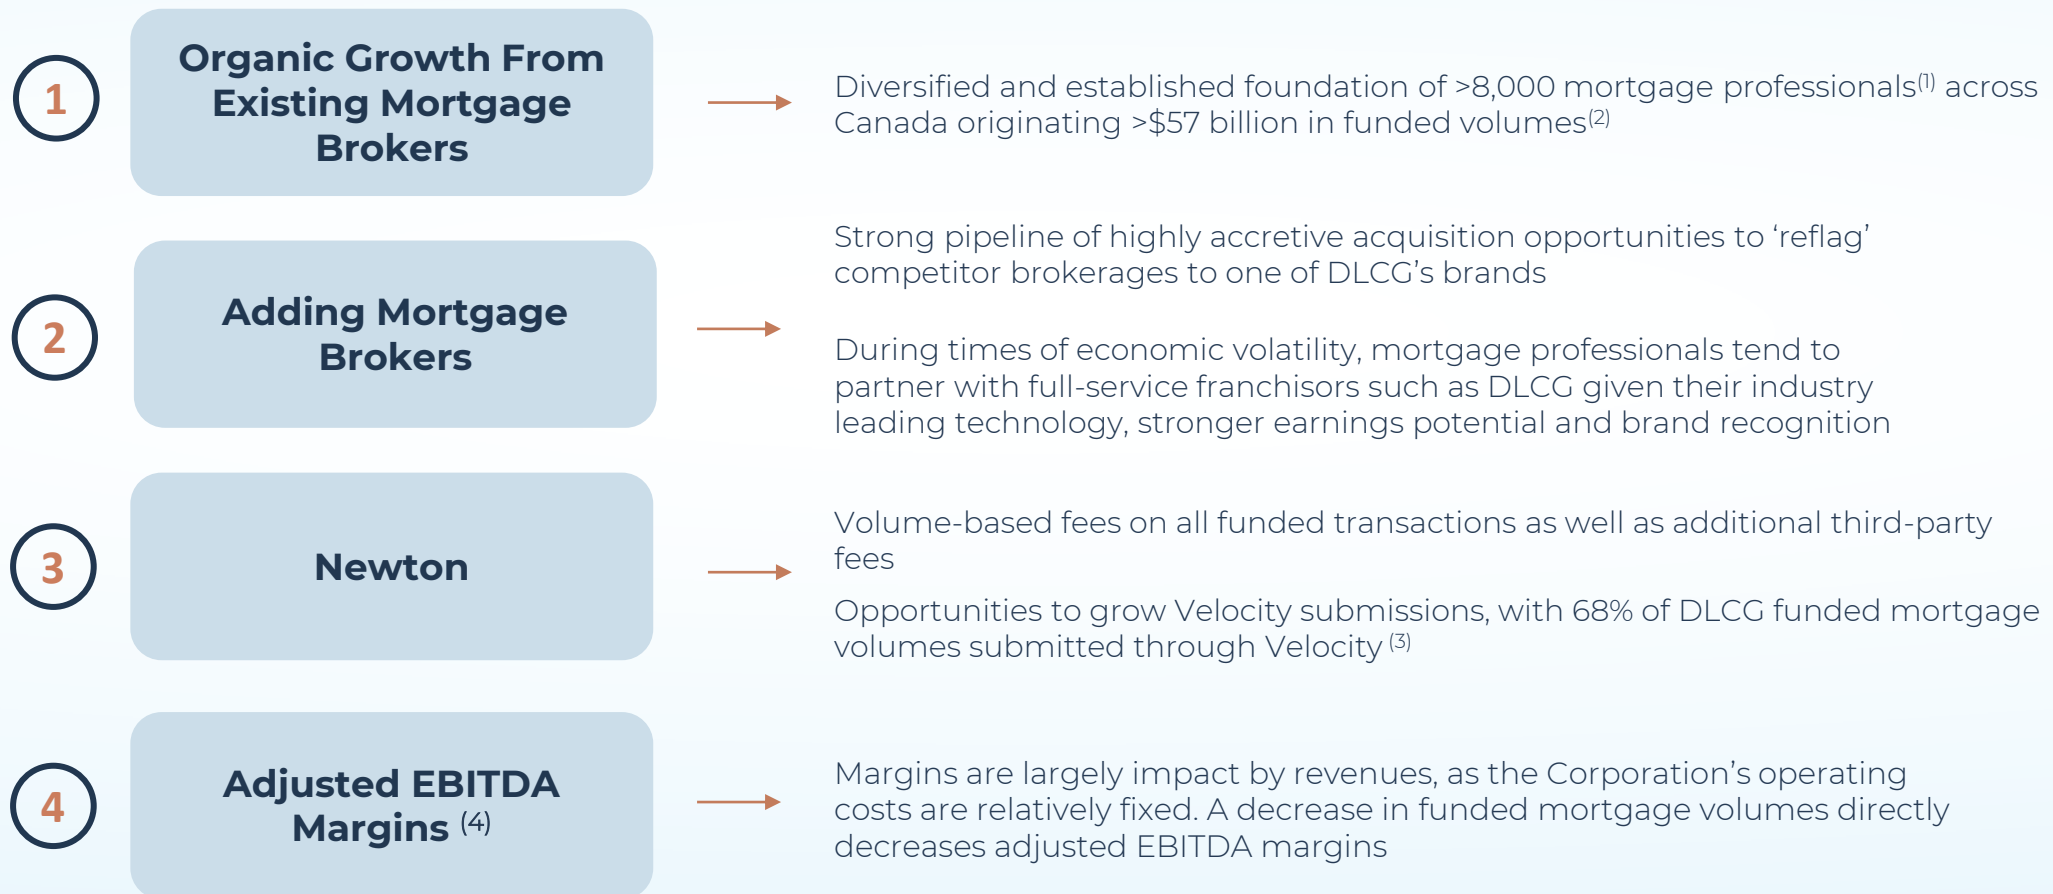 1
Organic Growth From
Existing Mortgage
Brokers
Diversified and established foundation of >8,000 mortgage professionals(1) across
Canada originating >$57 billion in funded volumes(2)
2
Adding Mortgage
Brokers
Strong pipeline of highly accretive acquisition opportunities to ‘reflag’
competitor brokerages to one of DLCG’s brands
During times of economic volatility, mortgage professionals tend to
partner with full-service franchisors such as DLCG given their industry
leading technology, stronger earnings potential and brand recognition
3
Newton
Volume-based fees on all funded transactions as well as additional third-party
fees
Opportunities to grow Velocity submissions, with 68% of DLCG funded mortgage
volumes submitted through Velocity (3)
4
Adjusted EBITDA
Margins (4)
Margins are largely impact by revenues, as the Corporation’s operating
costs are relatively fixed. A decrease in funded mortgage volumes directly
decreases adjusted EBITDA margins